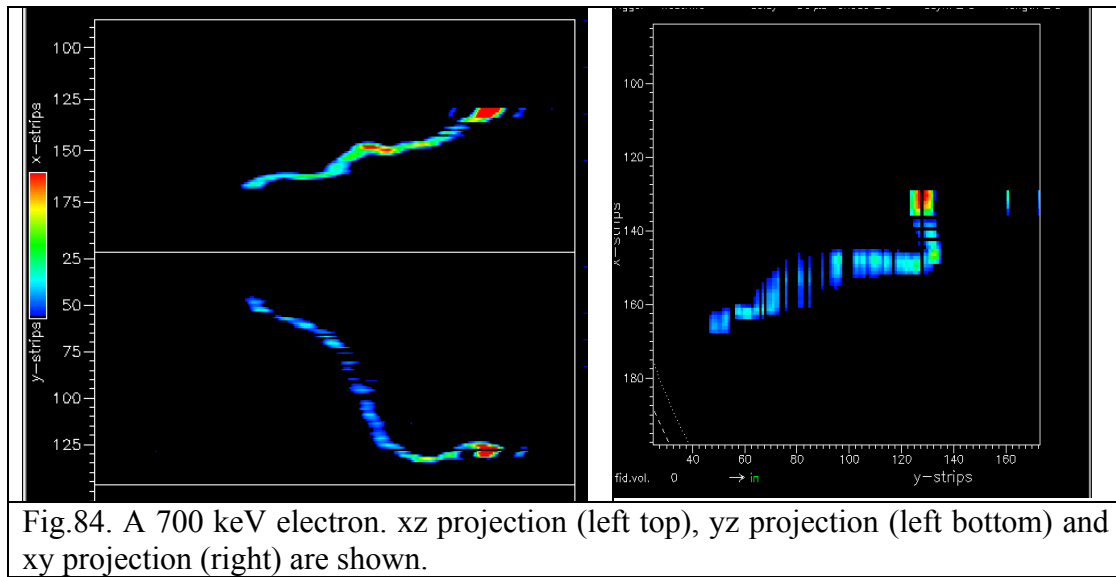 100
125
150
175
x-strips
25
50
75
100
125
y-strips
100
120
140
160
180
x-strips
40 60 80 100 120 140 160
y-strips
fid.vol. 0 → in
Fig.84. A 700 keV electron. xz projection (left top), yz projection (left bottom) and
xy projection (right) are shown.